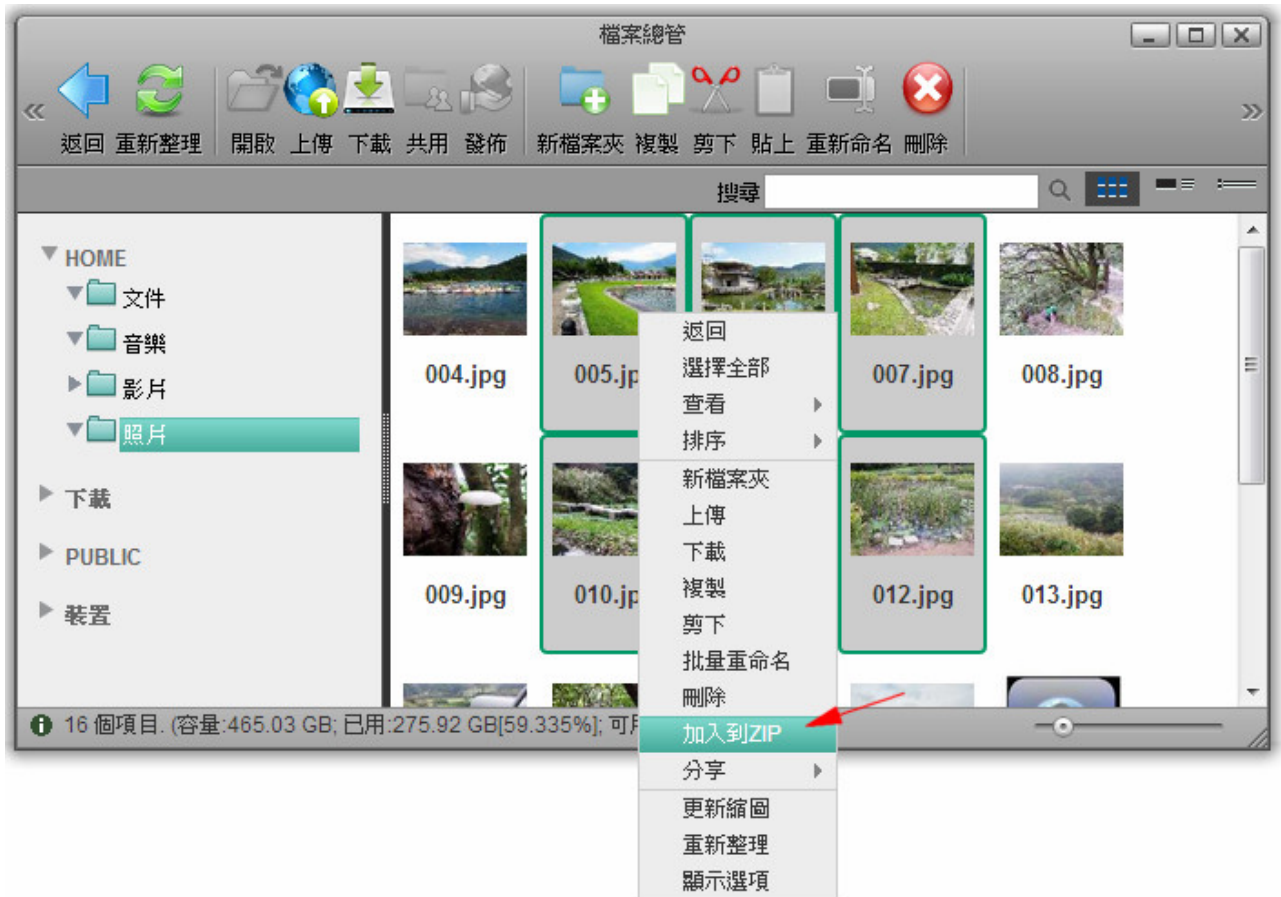 檔案總管
返回 重新整理 開啟 上傳 下載 共用 發佈 新檔案夾 複製 剪下 貼上 重新命名 刪除
搜尋
HOME
文件
音樂
影片
照片
下載
PUBLIC
裝置
004.jpg 005.jp 007.jpg 008.jpg
009.jpg 010.jp 012.jpg 013.jpg
返回
選擇全部
查看
排序
新檔案夾
上傳
下載
複製
剪下
批量重命名
刪除
加入到ZIP
分享
更新縮圖
重新整理
顯示選項
16 個項目. (容量:465.03 GB; 已用:275.92 GB[59.335%]; 可